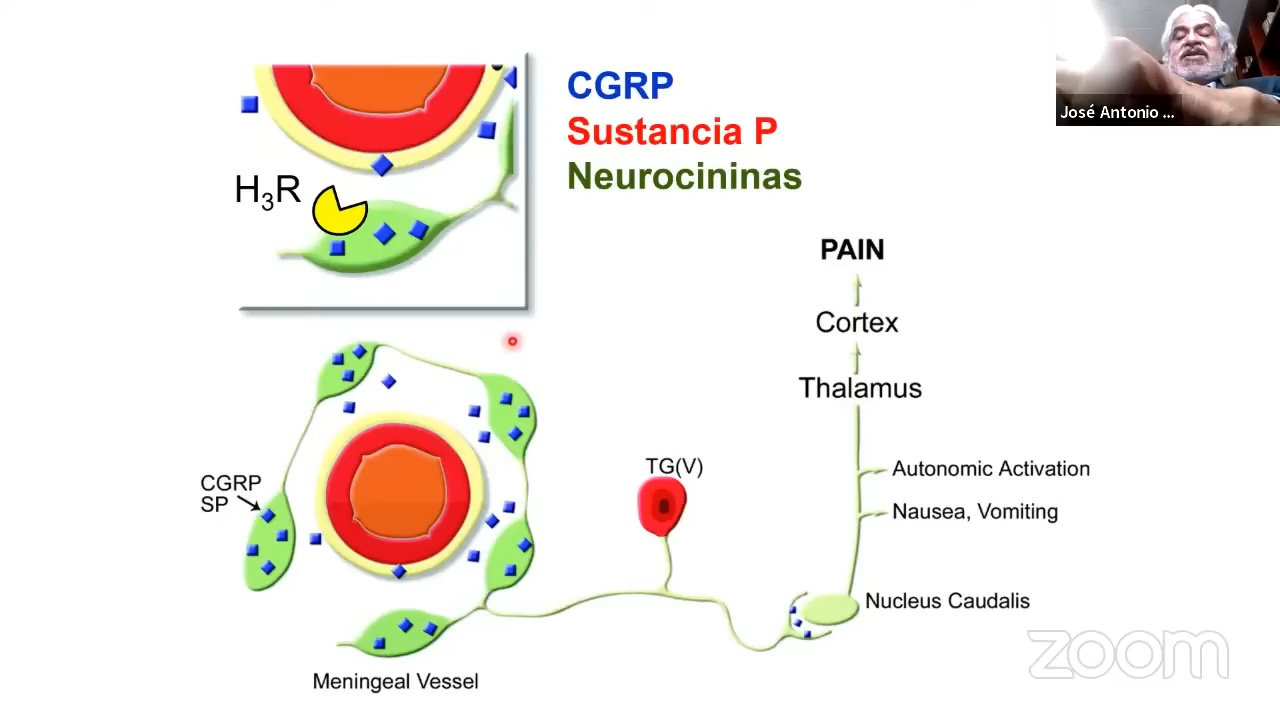 CGRP
Sustancia P
Neurocininas
José Antonio ...
H₃R
PAIN
Cortex
Thalamus
Autonomic Activation
Nausea, Vomiting
Nucleus Caudalis
TG(V)
CGRP
SP
Meningeal Vessel
zoom